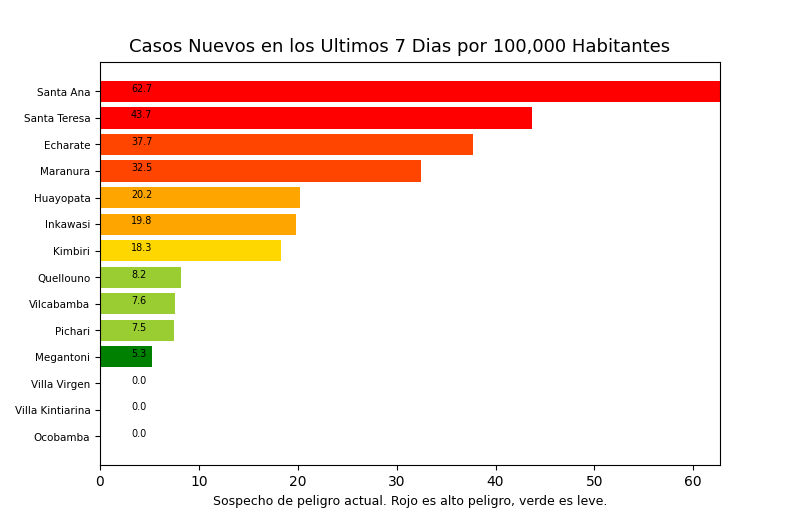 Casos Nuevos en los Ultimos 7 Dias por 100,000 Habitantes
Santa Ana 62.7
Santa Teresa 43.7
Echarate 37.7
Maranura 32.5
Huayopata 20.2
Inkawasi 19.8
Kimbiri 18.3
Quellouno 8.2
Vilcabamba 7.6
Pichari 7.5
Megantoni 5.3
Villa Virgen 0.0
Villa Kintiarina 0.0
Ocobamba 0.0
0 10 20 30 40 50 60
Sospecho de peligro actual. Rojo es alto peligro, verde es leve.